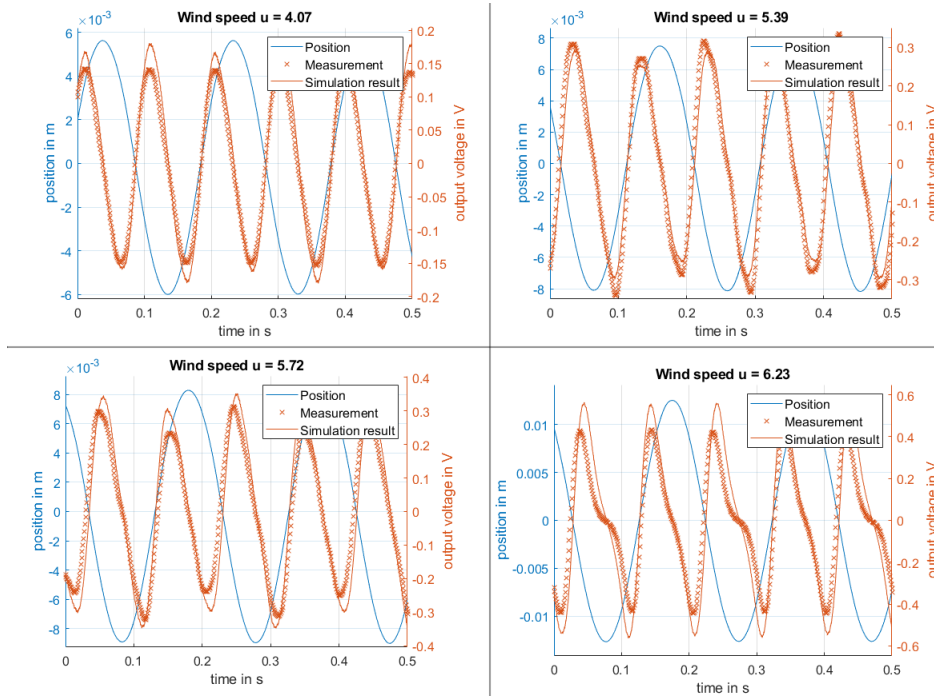 Wind speed u = 4.07
×10⁻³
6
4
2
0
-2
-4
-6
position in m
0.2
0.15
0.1
0.05
0
-0.05
-0.1
-0.15
-0.2
output voltage in V
Position
Measurement
Simulation result
0 0.1 0.2 0.3 0.4 0.5
time in s
Wind speed u = 5.39
×10⁻³
8
6
4
2
0
-2
-4
-6
-8
position in m
0.3
0.2
0.1
0
-0.1
-0.2
-0.3
output voltage in V
Position
Measurement
Simulation result
0 0.1 0.2 0.3 0.4 0.5
time in s
Wind speed u = 5.72
×10⁻³
8
6
4
2
0
-2
-4
-6
-8
position in m
0.4
0.3
0.2
0.1
0
-0.1
-0.2
-0.3
-0.4
output voltage in V
Position
Measurement
Simulation result
0 0.1 0.2 0.3 0.4 0.5
time in s
Wind speed u = 6.23
0.01
0.005
0
-0.005
-0.01
position in m
0.6
0.4
0.2
0
-0.2
-0.4
-0.6
output voltage in V
Position
Measurement
Simulation result
0 0.1 0.2 0.3 0.4 0.5
time in s